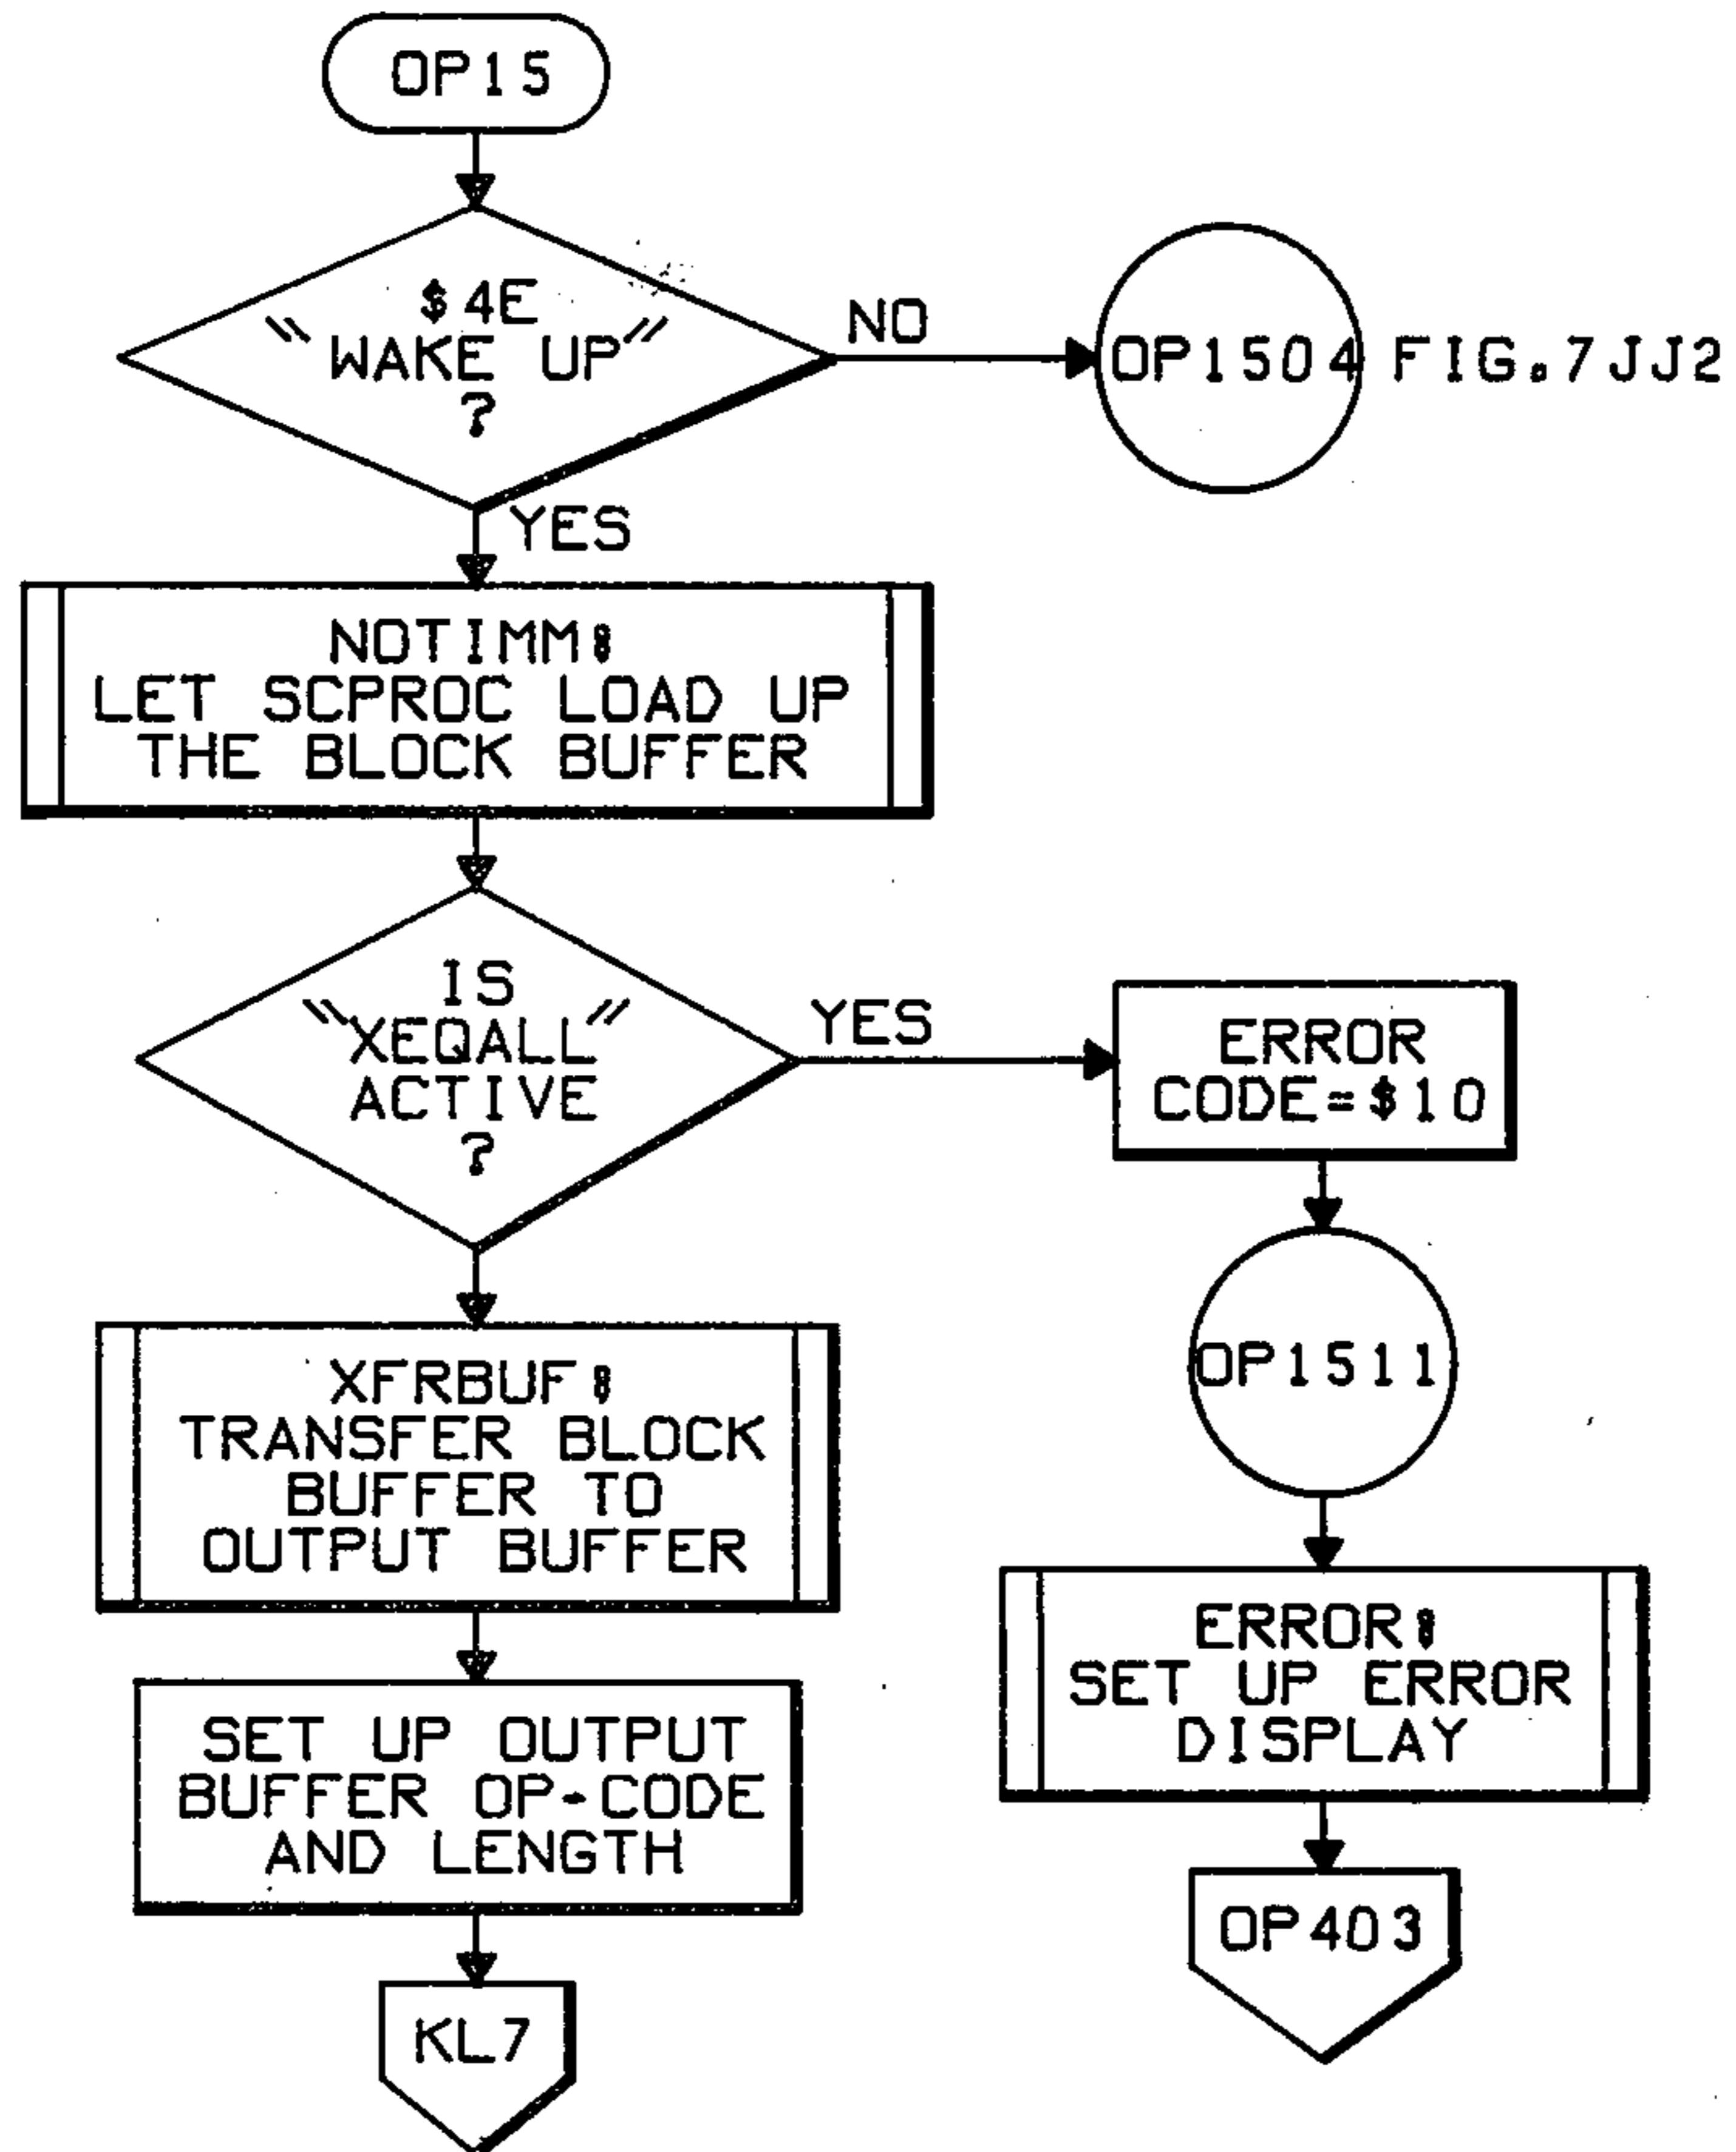 OP15
$4E
"WAKE UP"
?
NO
OP1504 FIG.7JJ2
YES
NOTIMM:
LET SCPROC LOAD UP
THE BLOCK BUFFER
IS
"XEQALL"
ACTIVE
?
YES
ERROR
CODE=$10
OP1511
XFRBUF:
TRANSFER BLOCK
BUFFER TO
OUTPUT BUFFER
ERROR:
SET UP ERROR
DISPLAY
SET UP OUTPUT
BUFFER OP-CODE
AND LENGTH
OP403
KL7